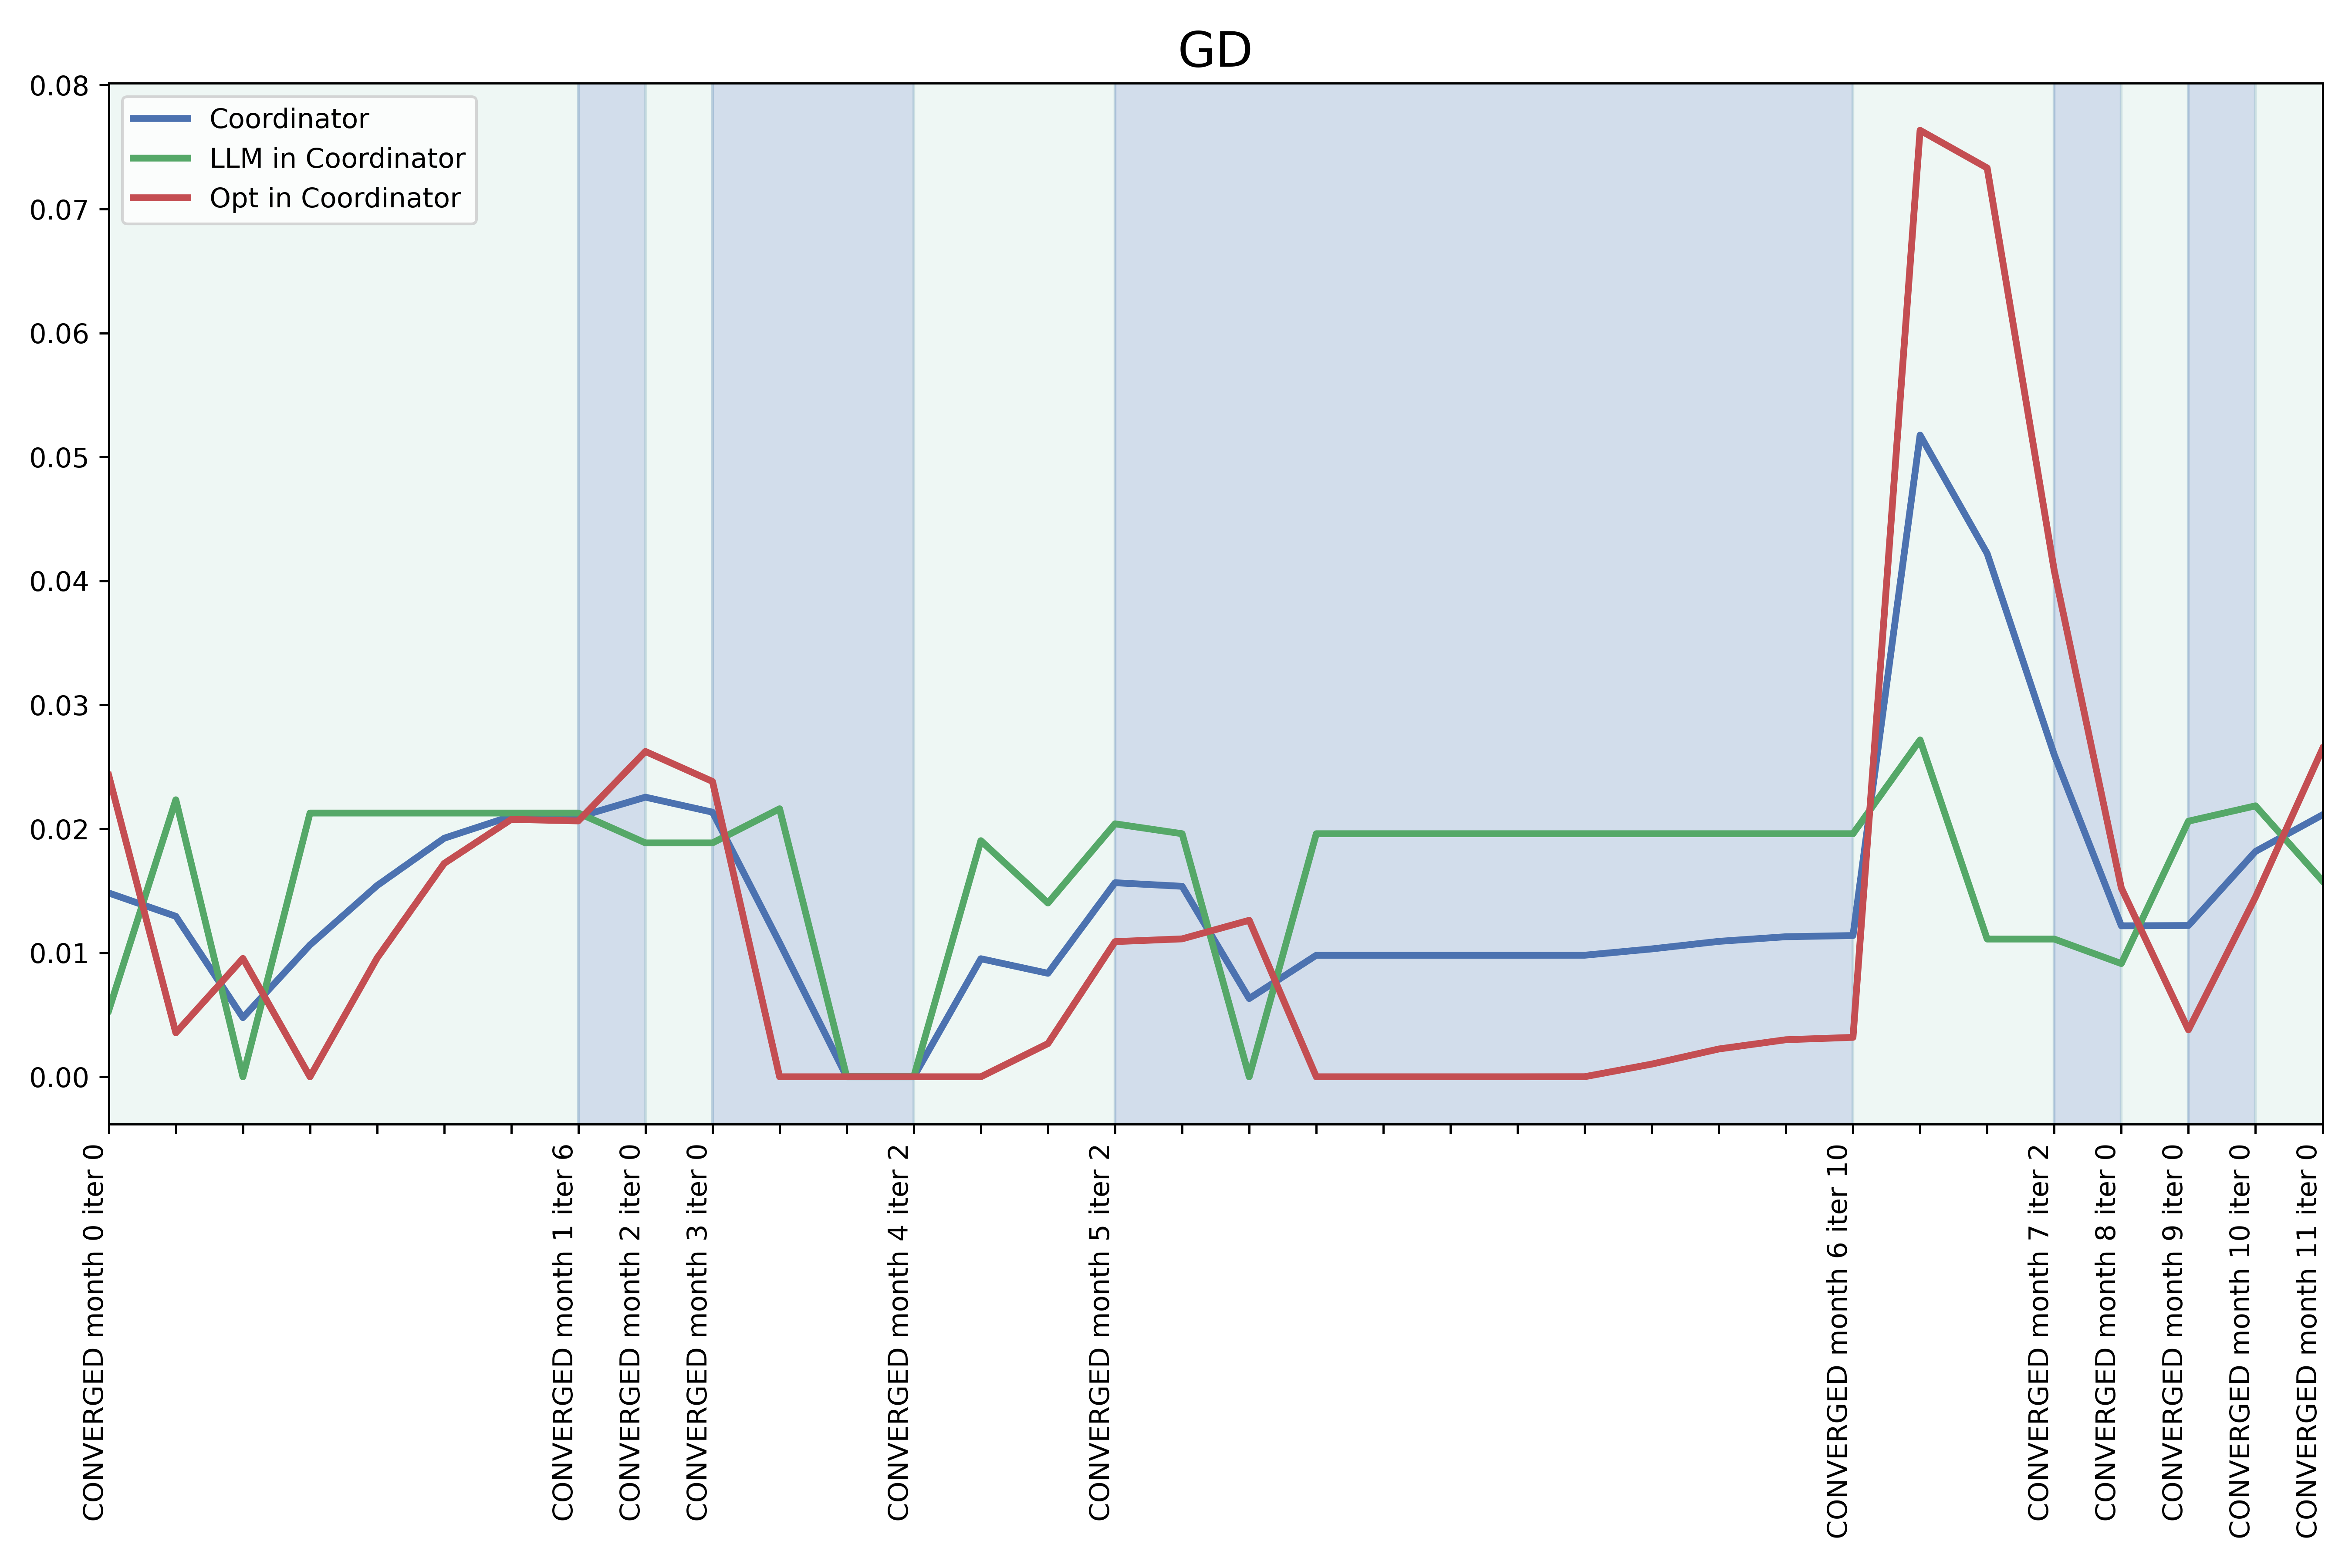 GD
0.08
0.07
0.06
0.05
0.04
0.03
0.02
0.01
0.00
Coordinator
LLM in Coordinator
Opt in Coordinator
CONVERGED month 0 iter 0
CONVERGED month 1 iter 6
CONVERGED month 2 iter 0
CONVERGED month 3 iter 0
CONVERGED month 4 iter 2
CONVERGED month 5 iter 2
CONVERGED month 6 iter 10
CONVERGED month 7 iter 2
CONVERGED month 8 iter 0
CONVERGED month 9 iter 0
CONVERGED month 10 iter 0
CONVERGED month 11 iter 0